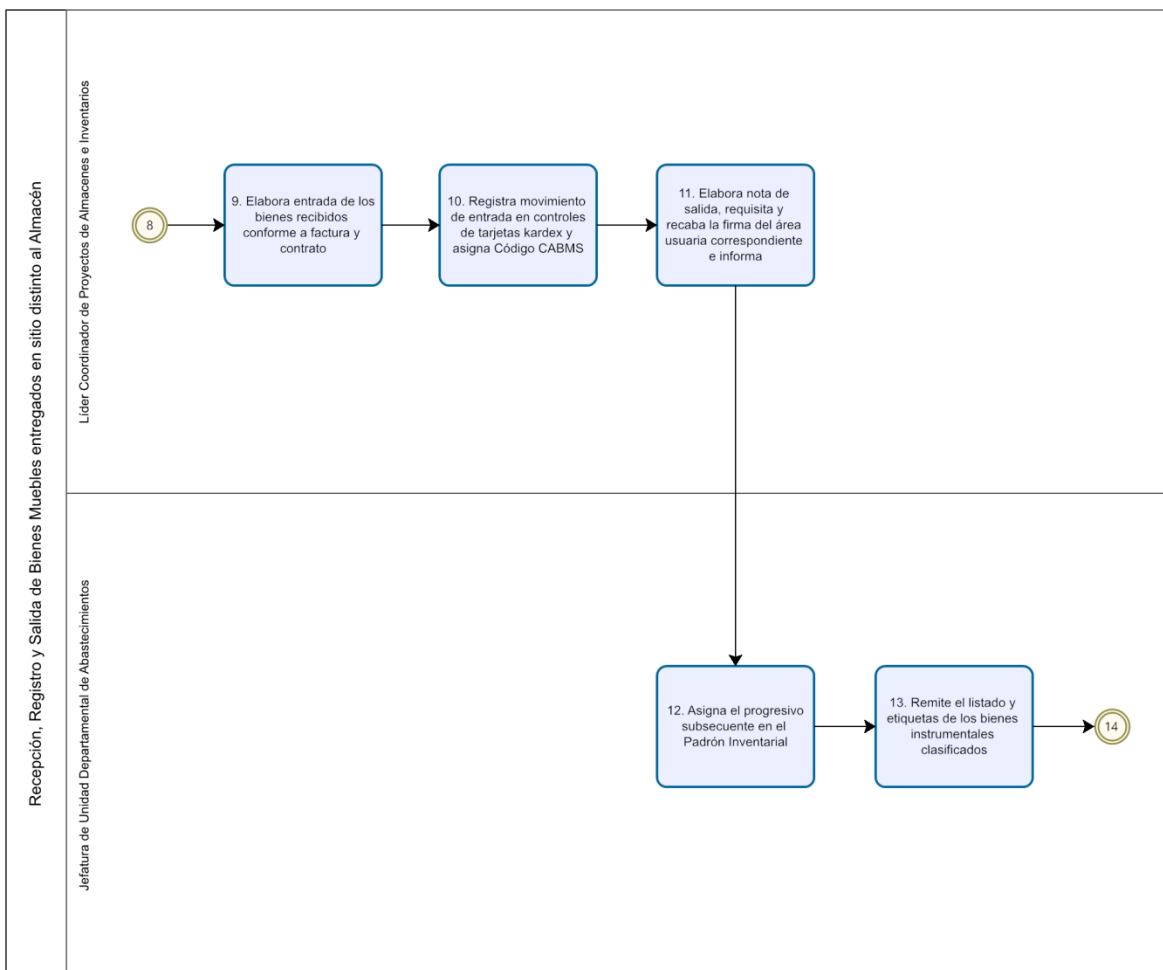 Recepción, Registro y Salida de Bienes Muebles entregados en sitio distinto al Almacén
Líder Coordinador de Proyectos de Almacenes e Inventarios
8
9. Elabora entrada de los
bienes recibidos
conforme a factura y
contrato
10. Registra movimiento
de entrada en controles
de tarjetas kardex y
asigna Código CABMS
11. Elabora nota de
salida, requisita y
recaba la firma del área
usuaria correspondiente
e informa
Jefatura de Unidad Departamental de Abastecimientos
12. Asigna el progresivo
subsecuente en el
Padrón Inventarial
13. Remite el listado y
etiquetas de los bienes
instrumentales
clasificados
14